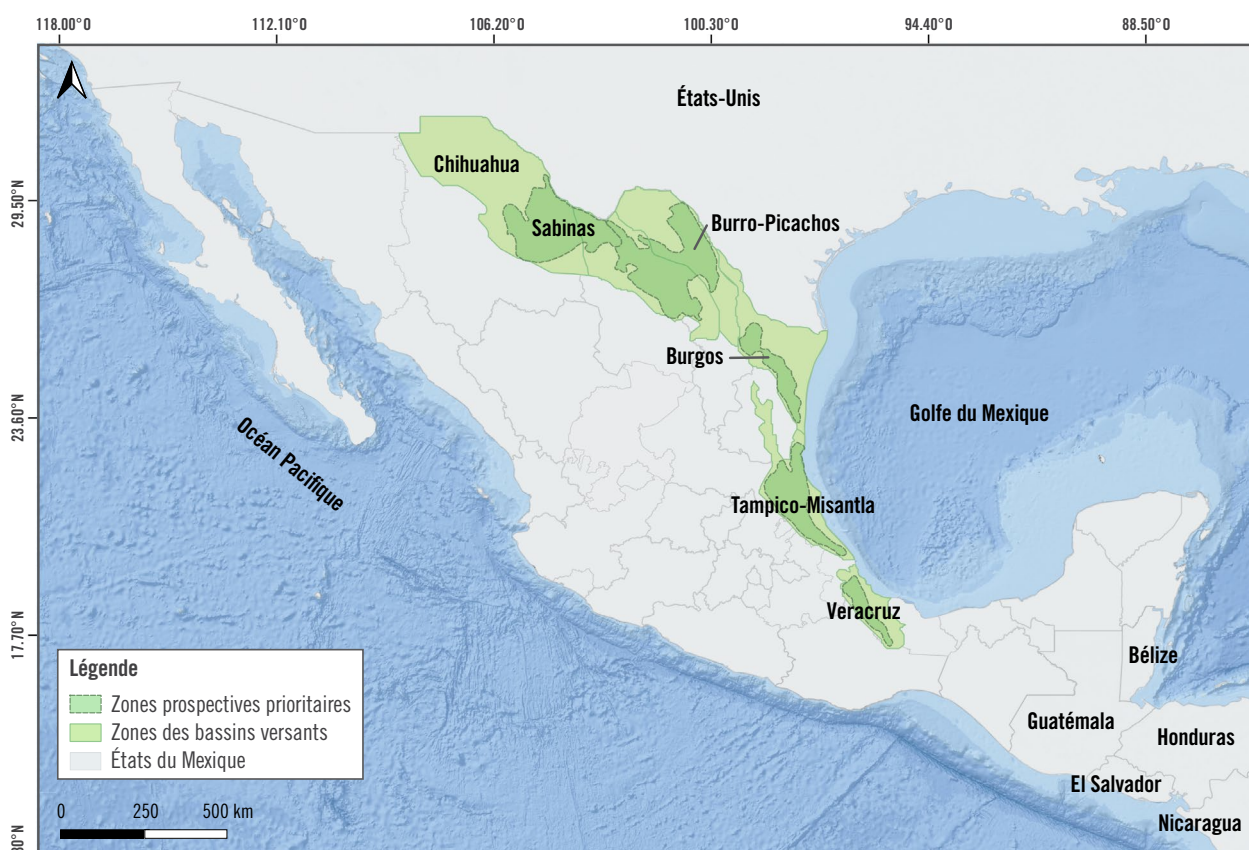 118.00°O
112.10°O
106.20°O
100.30°O
94.40°O
88.50°O
États-Unis
Chihuahua
29.50°N
Sabinas
Burro-Picachos
Burgos
23.60°N
Golfe du Mexique
Océan Pacifique
Tampico-Misantla
Veracruz
17.70°N
Bélize
Légende
Zones prospectives prioritaires
Zones des bassins versants
États du Mexique
Guatémala
Honduras
El Salvador
Nicaragua
0 250 500 km